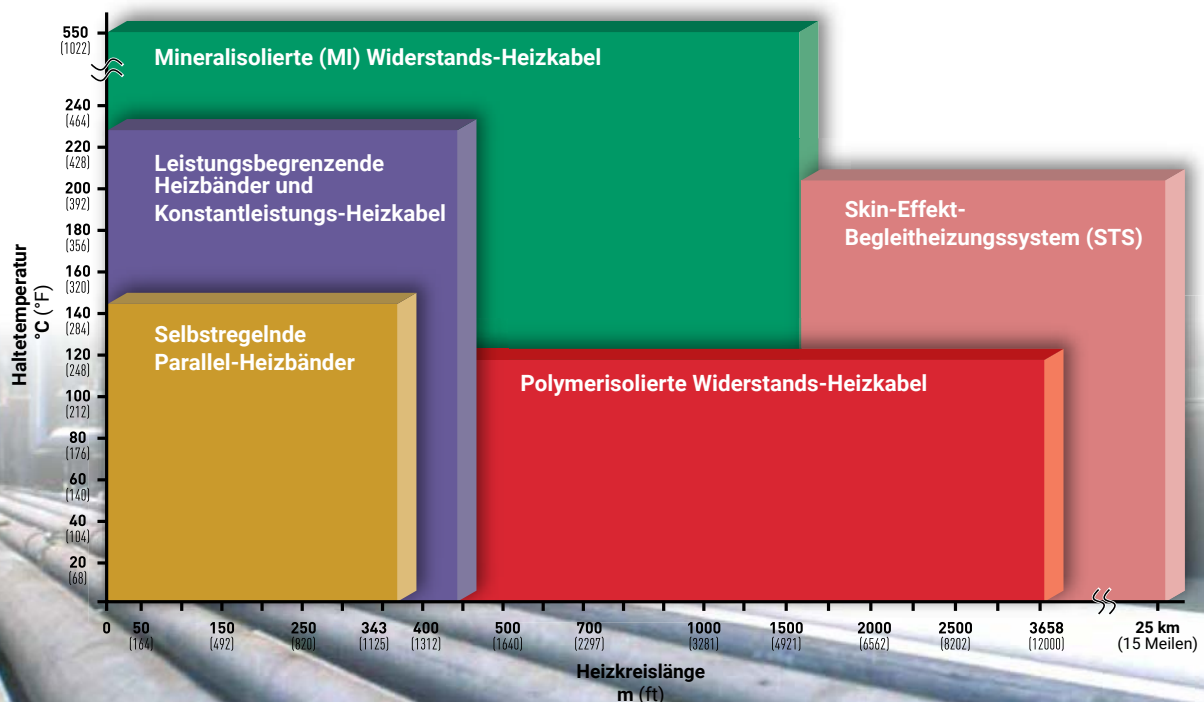 550
(1022)
240
(464)
220
(428)
200
(392)
180
(356)
160
(320)
140
(284)
120
(248)
100
(212)
80
(176)
60
(140)
40
(104)
20
(68)
Haltetemperatur
°C (°F)
Mineralisolierte (MI) Widerstands-Heizkabel
Leistungsbegrenzende
Heizbänder und
Konstantleistungs-Heizkabel
Skin-Effekt-
Begleitheizungssystem (STS)
Selbstregelnde
Parallel-Heizbänder
Polymerisolierte Widerstands-Heizkabel
0 50 150 250 343 400 500 700 1000 1500 2000 2500 3658 25 km
(164) (492) (820) (1125) (1312) (1640) (2297) (3281) (4921) (6562) (8202) (12000) (15 Meilen)
Heizkreislänge
m (ft)